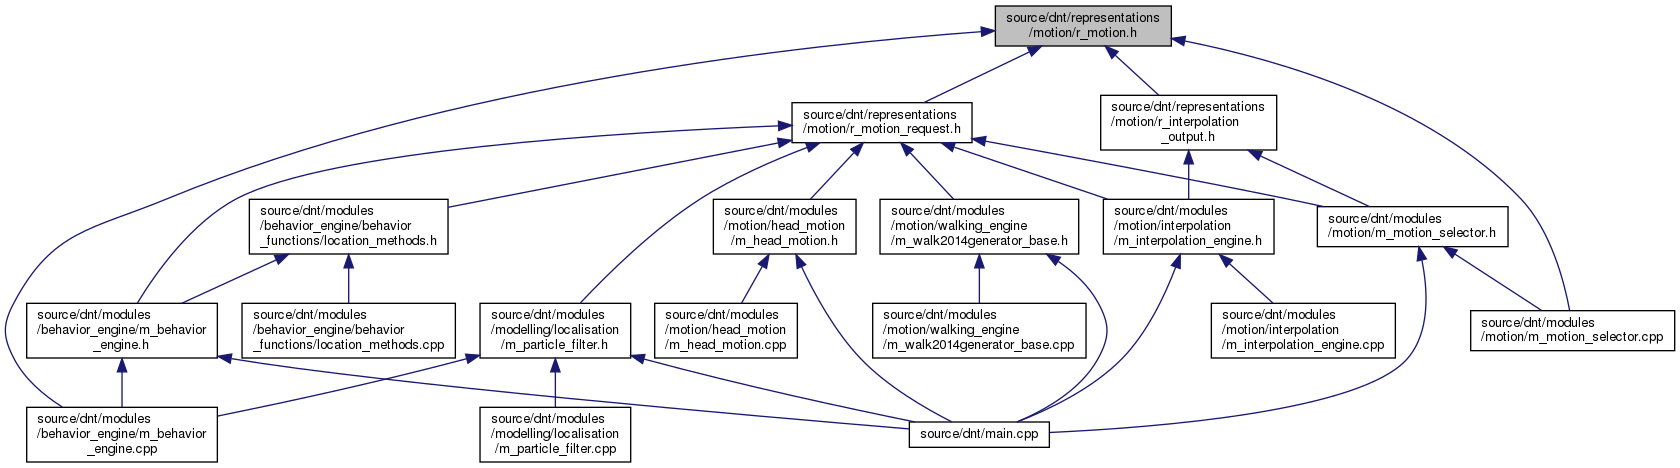 source/dnt/representations
/motion/r_motion.h
source/dnt/representations
/motion/r_motion_request.h
source/dnt/representations
/motion/r_interpolation
_output.h
source/dnt/modules
/behavior_engine/behavior
_functions/location_methods.h
source/dnt/modules
/motion/head_motion
/m_head_motion.h
source/dnt/modules
/motion/walking_engine
/m_walk2014generator_base.h
source/dnt/modules
/motion/interpolation
/m_interpolation_engine.h
source/dnt/modules
/motion/m_motion_selector.h
source/dnt/modules
/behavior_engine/m_behavior
_engine.h
source/dnt/modules
/behavior_engine/behavior
_functions/location_methods.cpp
source/dnt/modules
/modelling/localisation
/m_particle_filter.h
source/dnt/modules
/motion/head_motion
/m_head_motion.cpp
source/dnt/modules
/motion/walking_engine
/m_walk2014generator_base.cpp
source/dnt/modules
/motion/interpolation
/m_interpolation_engine.cpp
source/dnt/modules
/motion/m_motion_selector.cpp
source/dnt/modules
/behavior_engine/m_behavior
_engine.cpp
source/dnt/modules
/modelling/localisation
/m_particle_filter.cpp
source/dnt/main.cpp